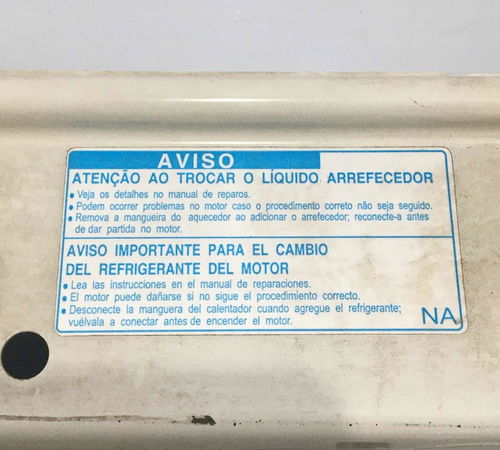 AVISO
ATENÇÃO AO TROCAR O LÍQUIDO ARREFECEDOR
• Veja os detalhes no manual de reparos.
• Podem ocorrer problemas no motor caso o procedimento correto não seja seguido.
• Remova a mangueira do aquecedor ao adicionar o arrefecedor; reconecte-a antes
de dar partida no motor.
AVISO IMPORTANTE PARA EL CAMBIO
DEL REFRIGERANTE DEL MOTOR
• Lea las instrucciones en el manual de reparaciones.
• El motor puede dañarse si no sigue el procedimiento correcto.
• Desconecte la manguera del calentador cuando agregue el refrigerante;
vuélvala a conectar antes de encender el motor.
NA